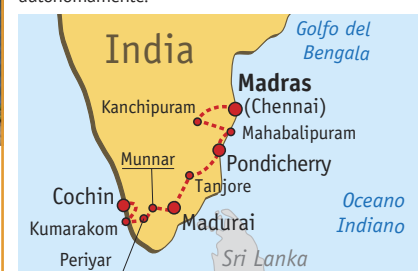 autonomamente.
Golfo del
Bengala
India
Madras
(Chennai)
Kanchipuram
Mahabalipuram
Munnar
Pondicherry
Tanjore
Cochin
Oceano
Indiano
Kumarakom
Madurai
Periyar
Sri Lanka